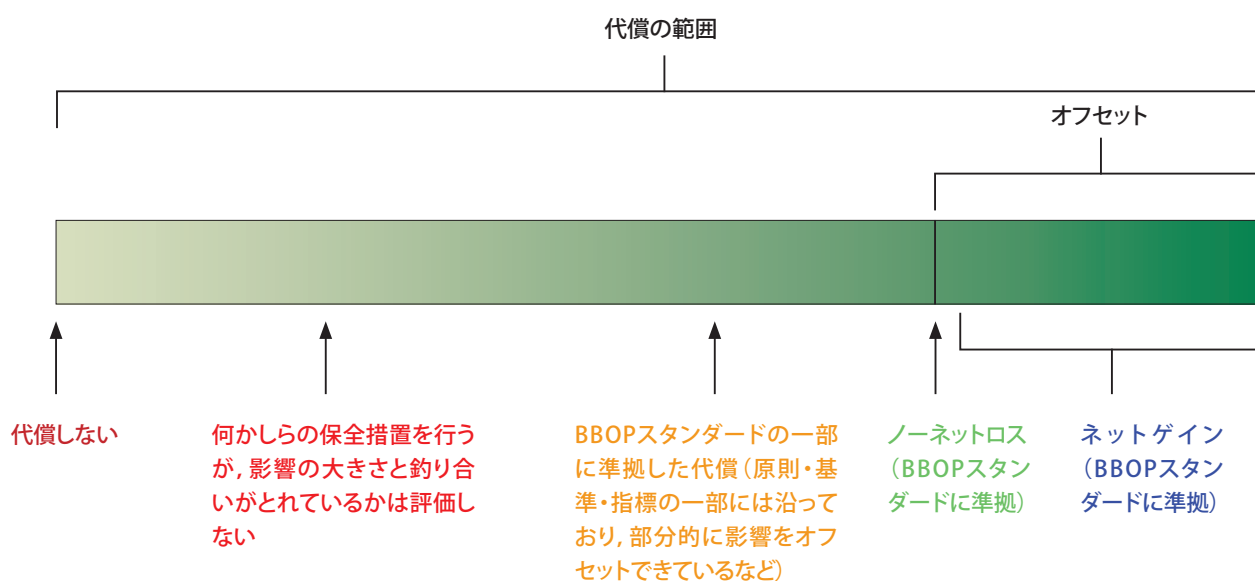 代償の範囲
オフセット
代償しない
何かしらの保全措置を行う
が, 影響の大きさと釣り合
いがとれているかは評価し
ない
BBOPスタンダードの一部
に準拠した代償(原則・基
準・指標の一部には沿って
おり, 部分的に影響をオフ
セットできているなど)
ノーネットロス
(BBOPスタン
ダードに準拠)
ネットゲイン
(BBOPスタン
ダードに準拠)